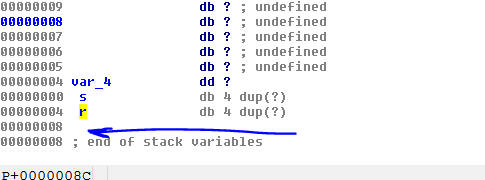 00000009 db ? ; undefined
00000008 db ? ; undefined
00000007 db ? ; undefined
00000006 db ? ; undefined
00000005 db ? ; undefined
00000004 var_4 dd ?
00000000 s db 4 dup(?)
00000004 r db 4 dup(?)
00000008
00000008 ; end of stack variables
P+0000008C